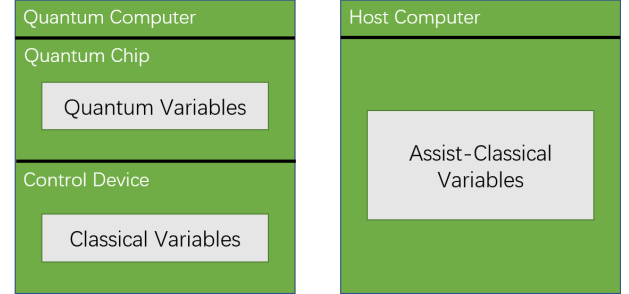 Quantum Computer
Quantum Chip
Quantum Variables
Control Device
Classical Variables
Host Computer
Assist-Classical
Variables